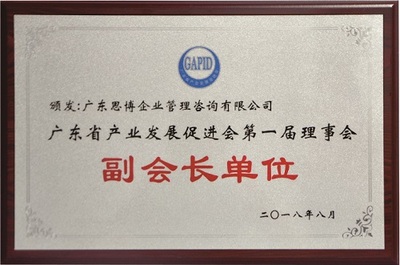 GAPID
颁发:广东思博企业管理咨询有限公司
广东省产业发展促进会第一届理事会
副会长单位
二〇一八年八月